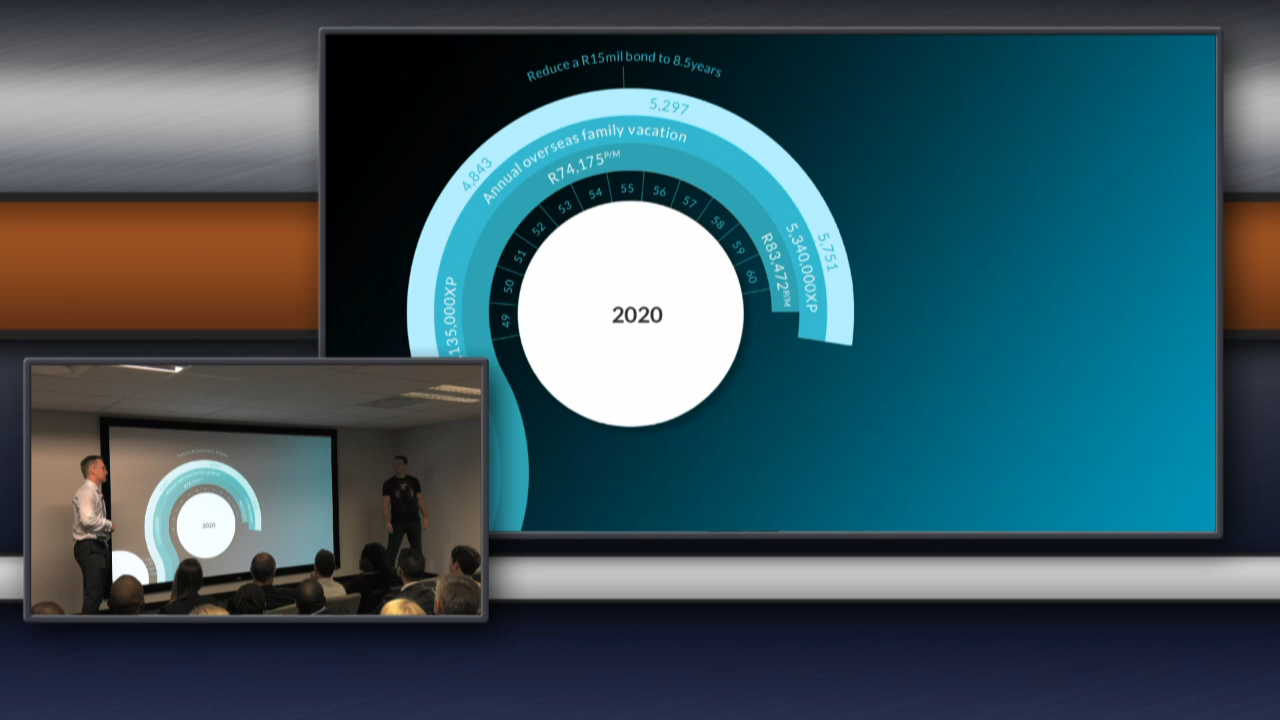 Reduce a R15mil bond to 8.5years
4,843
5,297
5,751
Annual overseas family vacation
135,000XP
5,340,000XP
R74,175P/M
R83,472P/M
49
50
51
52
53
54
55
56
57
58
59
60
2020
2020